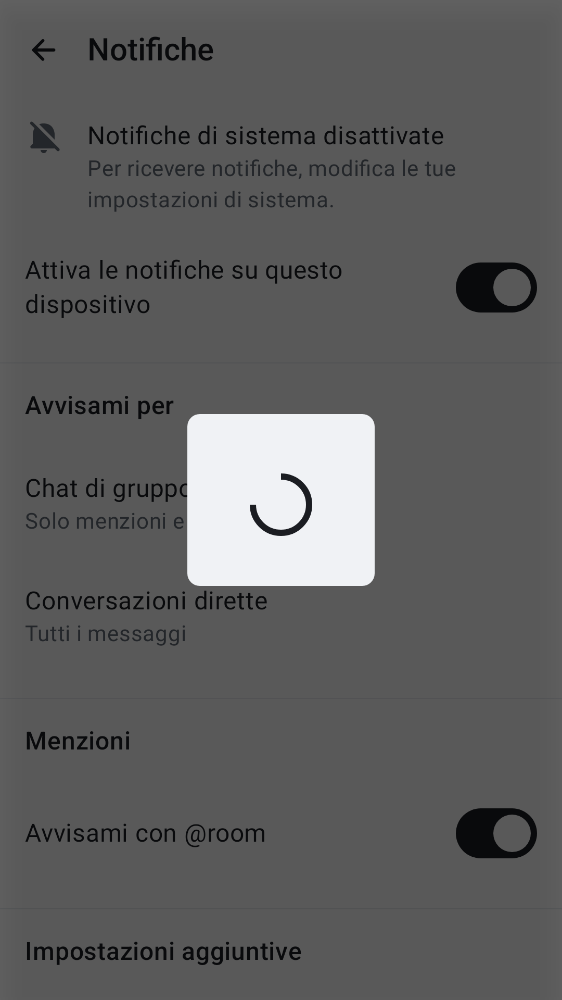 Notifiche
Notifiche di sistema disattivate
Per ricevere notifiche, modifica le tue
impostazioni di sistema.
Attiva le notifiche su questo
dispositivo
Avvisami per
Chat di gruppo
Solo menzioni e
Conversazioni dirette
Tutti i messaggi
Menzioni
Avvisami con @room
Impostazioni aggiuntive